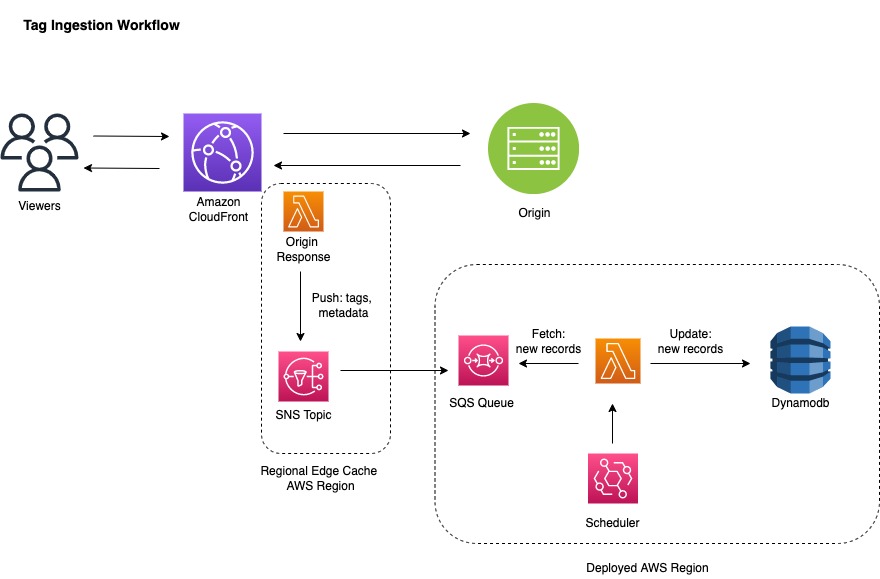 Tag Ingestion Workflow
Viewers
Amazon
CloudFront
Origin
Origin
Response
Push: tags,
metadata
SNS Topic
Regional Edge Cache
AWS Region
SQS Queue
Fetch:
new records
Update:
new records
Dynamodb
Scheduler
Deployed AWS Region